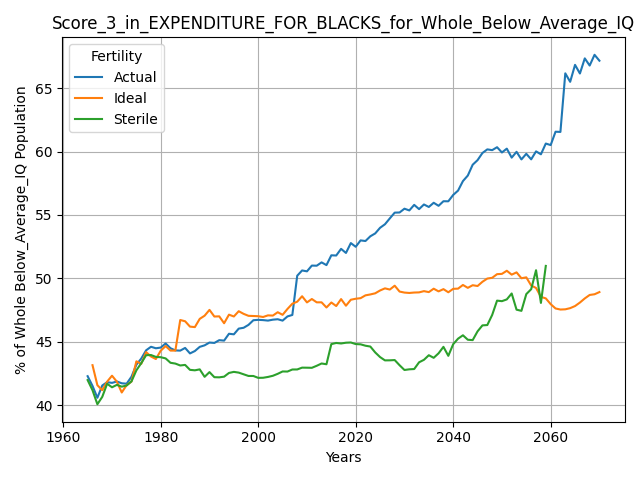 Score_3_in_EXPENDITURE_FOR_BLACKS_for_Whole_Below_Average_IQ
Fertility
Actual
Ideal
Sterile
% of Whole Below_Average_IQ Population
65
60
55
50
45
40
1960
1980
2000
2020
2040
2060
Years